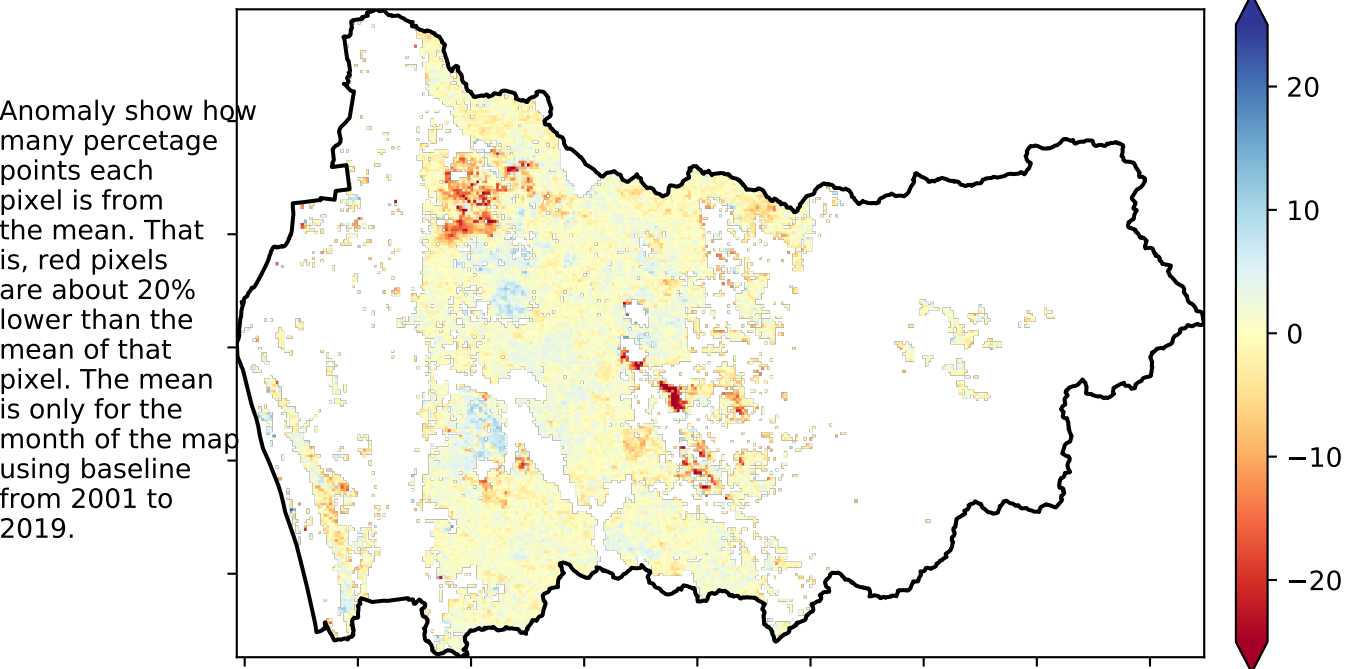 Anomaly show how
many percetage
points each
pixel is from
the mean. That
is, red pixels
are about 20%
lower than the
mean of that
pixel. The mean
is only for the
month of the map
using baseline
from 2001 to
2019.
20
10
0
−10
−20